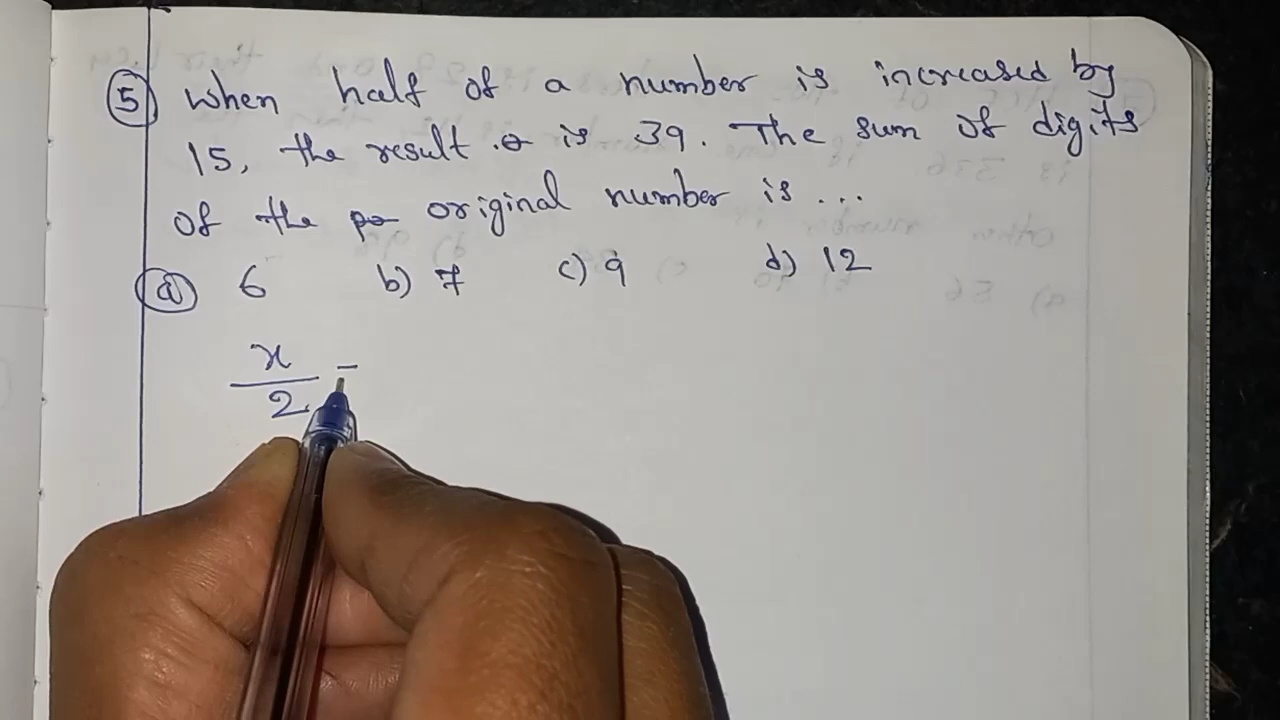 5 When half of a number is increased by
15, the result is 39. The sum of digits
of the original number is ...
a) 6 b) 7 c) 9 d) 12
x
2